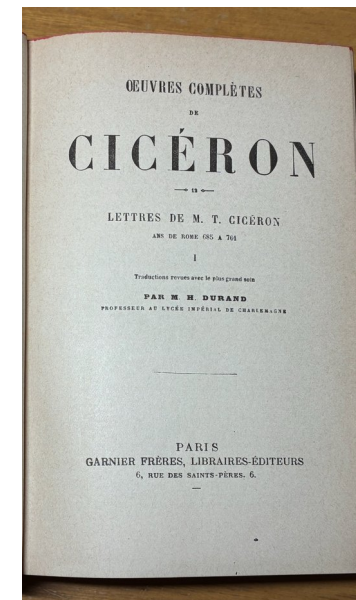 ŒUVRES COMPLÈTES
DE
CICÉRON
19
LETTRES DE M. T. CICÉRON
ANS DE ROME 685 A 701
I
Traductions revues avec le plus grand soin
PAR M. H. DURAND
PROFESSEUR AU LYCÉE IMPÉRIAL DE CHARLEMAGNE
PARIS
GARNIER FRÈRES, LIBRAIRES-ÉDITEURS
6, RUE DES SAINTS-PÈRES. 6.